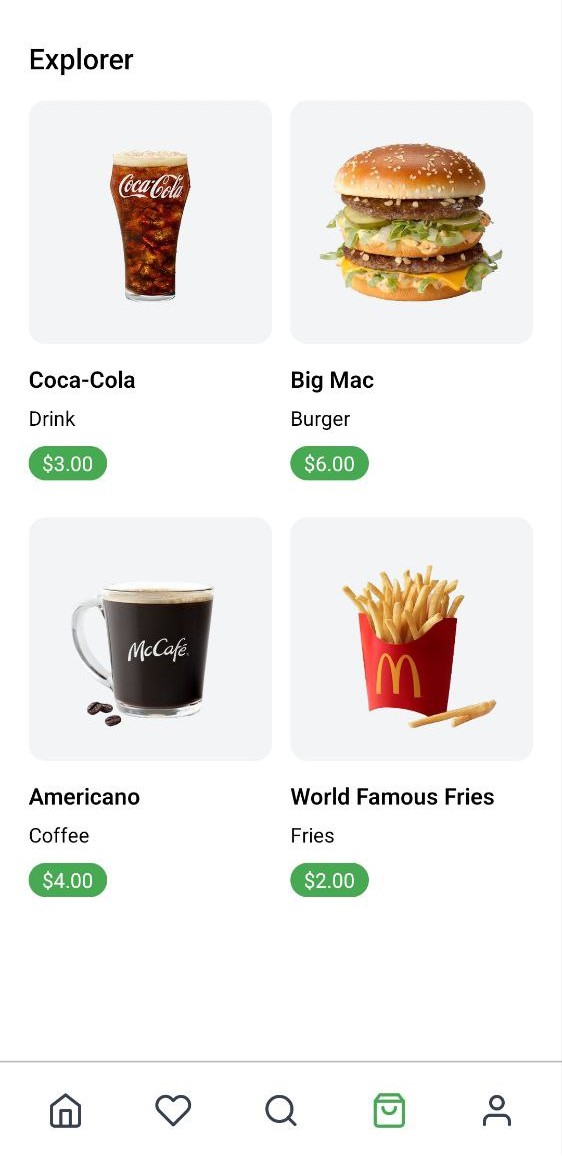 Explorer
Coca-Cola
Coca-Cola
Drink
$3.00
Big Mac
Burger
$6.00
McCafé
Americano
Coffee
$4.00
World Famous Fries
Fries
$2.00